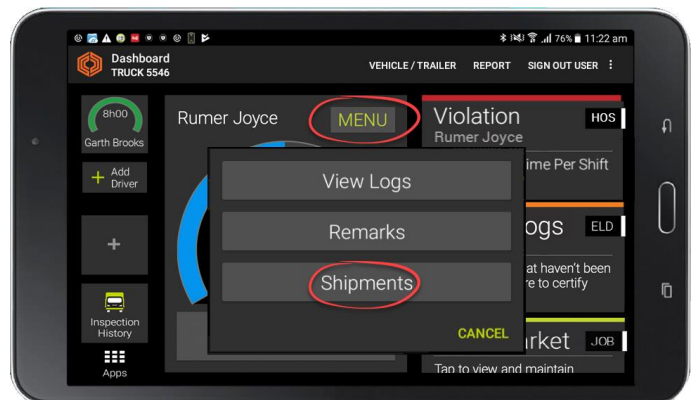 76% 11:22 am
Dashboard
TRUCK 5546
VEHICLE / TRAILER REPORT SIGN OUT USER
8h00
Garth Brooks
+ Add
Driver
+
Inspection
History
Apps
Rumer Joyce MENU
View Logs
Remarks
Shipments
CANCEL
Violation HOS
Rumer Joyce
ime Per Shift
ogs ELD
at haven't been
re to certify
rket JOB
Tap to view and maintain